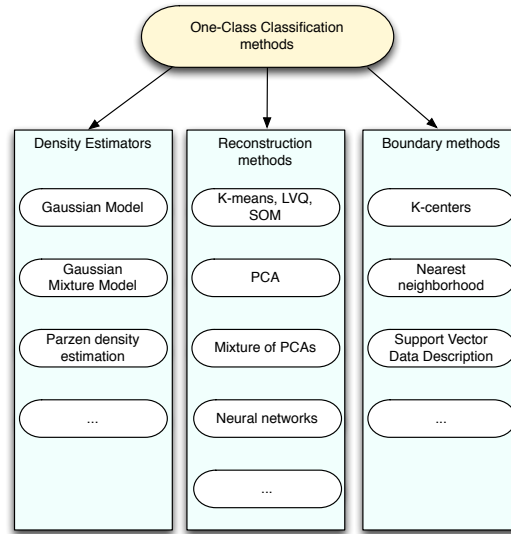 One-Class Classification
methods
Density Estimators
Gaussian Model
Gaussian
Mixture Model
Parzen density
estimation
...
Reconstruction
methods
K-means, LVQ,
SOM
PCA
Mixture of PCAs
Neural networks
...
Boundary methods
K-centers
Nearest
neighborhood
Support Vector
Data Description
...